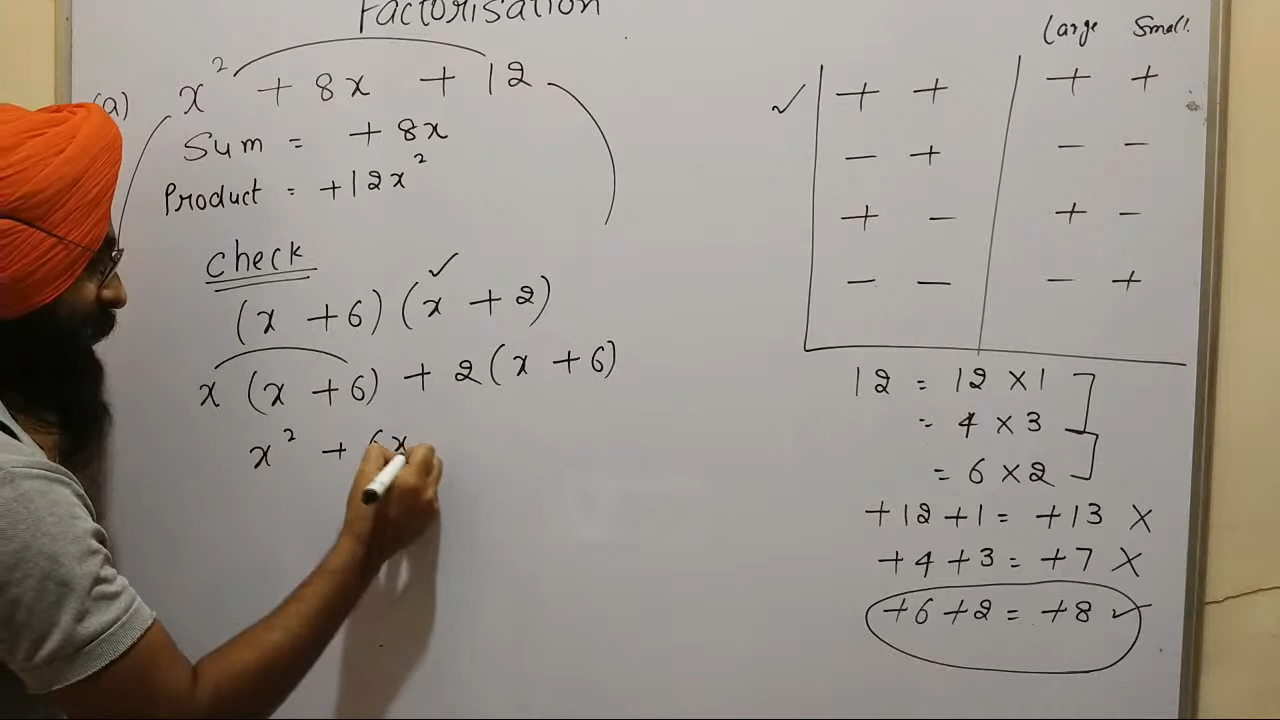 Factorisation
(a) x² + 8x + 12
Sum = + 8x
Product = +12x²
check
(x +6) (x +2) ✓
x (x +6) + 2(x +6)
x² + 6x
Large Small
✓ + + + +
- + - -
+ - + -
- - - +
12 = 12 × 1
= 4 × 3
= 6 × 2
+12 +1 = +13 X
+4 +3 = +7 X
+6 +2 = +8 ✓